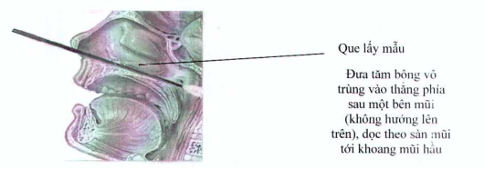 Que lấy mẫu
Đưa tăm bông vô
trùng vào thẳng phía
sau một bên mũi
(không hướng lên
trên), dọc theo sàn mũi
tới khoang mũi hầu